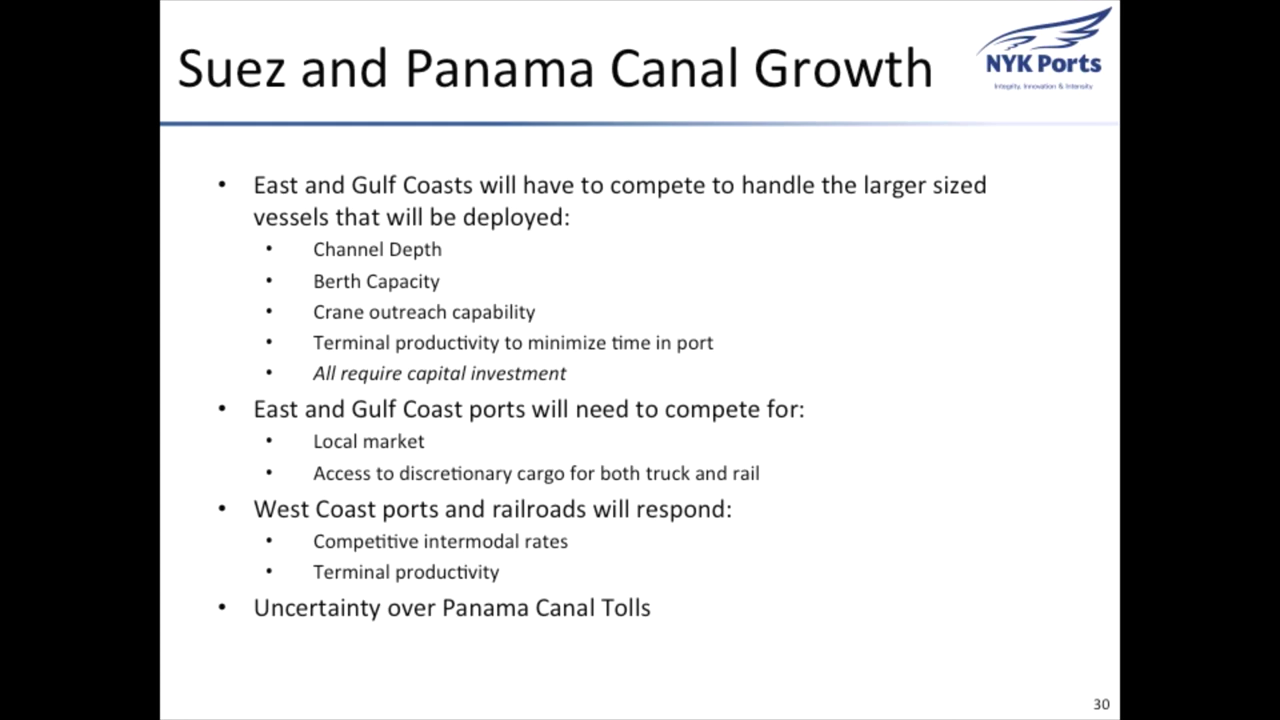 Suez and Panama Canal Growth
NYK Ports
Integrity, Innovation & Intensity
• East and Gulf Coasts will have to compete to handle the larger sized
vessels that will be deployed:
• Channel Depth
• Berth Capacity
• Crane outreach capability
• Terminal productivity to minimize time in port
• All require capital investment
• East and Gulf Coast ports will need to compete for:
• Local market
• Access to discretionary cargo for both truck and rail
• West Coast ports and railroads will respond:
• Competitive intermodal rates
• Terminal productivity
• Uncertainty over Panama Canal Tolls
30